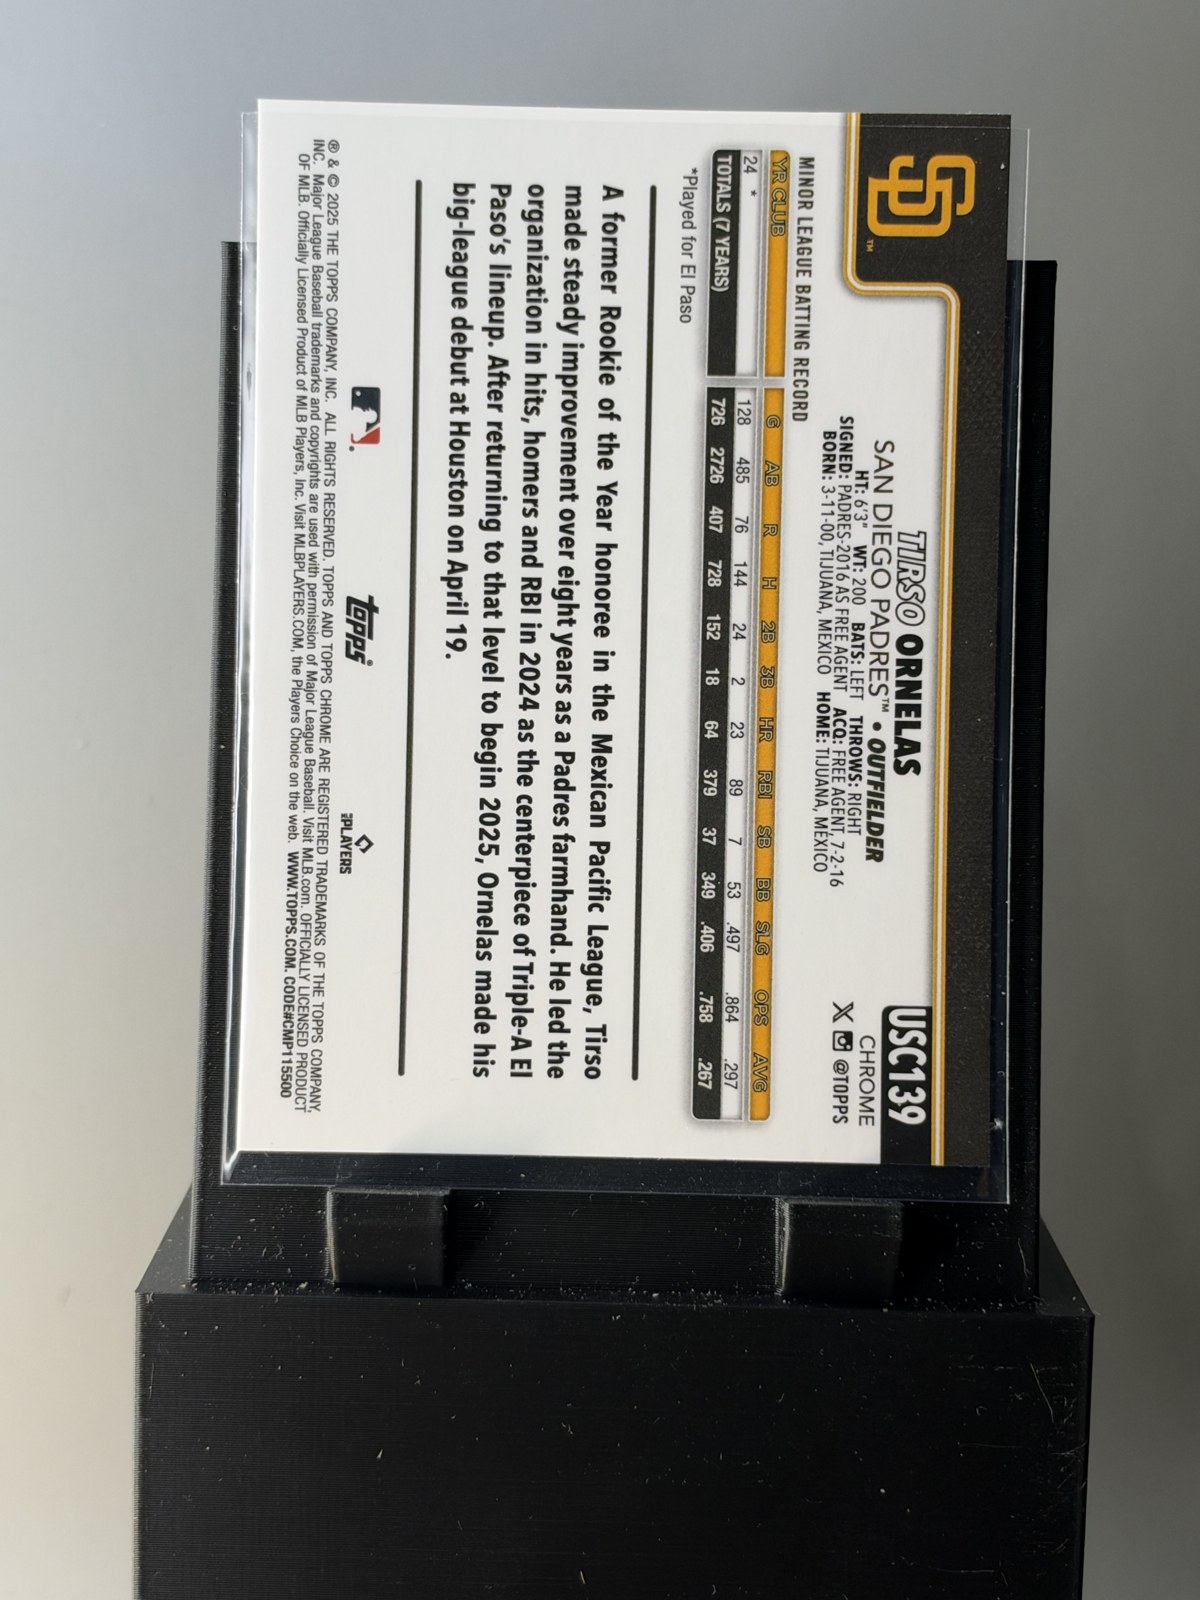 SD™
TIRSO ORNELAS
SAN DIEGO PADRES™ • OUTFIELDER
HT: 6'3" WT: 200 BATS: LEFT THROWS: RIGHT
SIGNED: PADRES-2016 AS FREE AGENT ACQ: FREE AGENT, 7-2-16
BORN: 3-11-00, TIJUANA, MEXICO HOME: TIJUANA, MEXICO
USC139
CHROME
X @TOPPS
MINOR LEAGUE BATTING RECORD
YR CLUB G AB R H 2B 3B HR RBI SB BB SLG OPS AVG
24 * 128 485 76 144 24 2 23 89 7 53 .497 .864 .297
TOTALS (7 YEARS) 726 2726 407 728 152 18 64 379 37 349 .406 .758 .267
*Played for El Paso
A former Rookie of the Year honoree in the Mexican Pacific League, Tirso
made steady improvement over eight years as a Padres farmhand. He led the
organization in hits, homers and RBI in 2024 as the centerpiece of Triple-A El
Paso's lineup. After returning to that level to begin 2025, Ornelas made his
big-league debut at Houston on April 19.
topps®
MLB PLAYERS
® & © 2025 THE TOPPS COMPANY, INC. ALL RIGHTS RESERVED. TOPPS AND TOPPS CHROME ARE REGISTERED TRADEMARKS OF THE TOPPS COMPANY,
INC. Major League Baseball trademarks and copyrights are used with permission of Major League Baseball. Visit MLB.com. OFFICIALLY LICENSED PRODUCT
OF MLB. Officially Licensed Product of MLB Players, Inc. Visit MLBPLAYERS.COM, the Players Choice on the web. WWW.TOPPS.COM. CODE#CMP115500